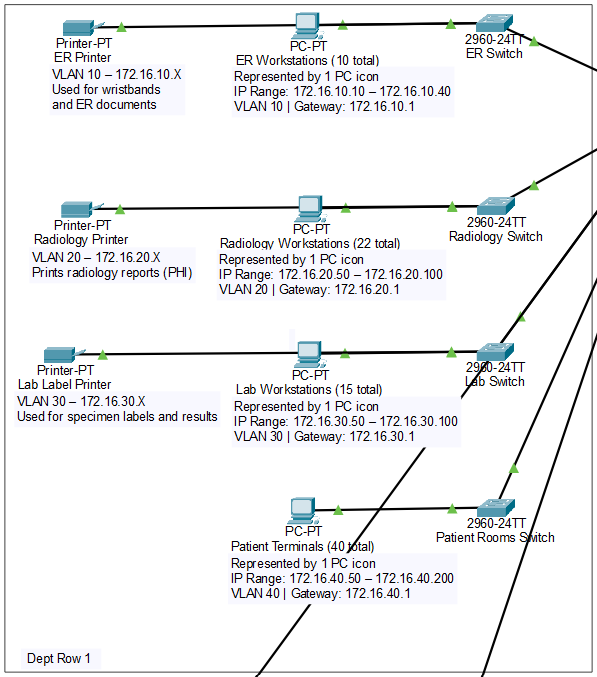 Printer-PT
ER Printer
VLAN 10 – 172.16.10.X
Used for wristbands
and ER documents
PC-PT
ER Workstations (10 total)
Represented by 1 PC icon
IP Range: 172.16.10.10 – 172.16.10.40
VLAN 10 | Gateway: 172.16.10.1
2960-24TT
ER Switch
Printer-PT
Radiology Printer
VLAN 20 – 172.16.20.X
Prints radiology reports (PHI)
PC-PT
Radiology Workstations (22 total)
Represented by 1 PC icon
IP Range: 172.16.20.50 – 172.16.20.100
VLAN 20 | Gateway: 172.16.20.1
2960-24TT
Radiology Switch
Printer-PT
Lab Label Printer
VLAN 30 – 172.16.30.X
Used for specimen labels and results
PC-PT
Lab Workstations (15 total)
Represented by 1 PC icon
IP Range: 172.16.30.50 – 172.16.30.100
VLAN 30 | Gateway: 172.16.30.1
2960-24TT
Lab Switch
PC-PT
Patient Terminals (40 total)
Represented by 1 PC icon
IP Range: 172.16.40.50 – 172.16.40.200
VLAN 40 | Gateway: 172.16.40.1
2960-24TT
Patient Rooms Switch
Dept Row 1